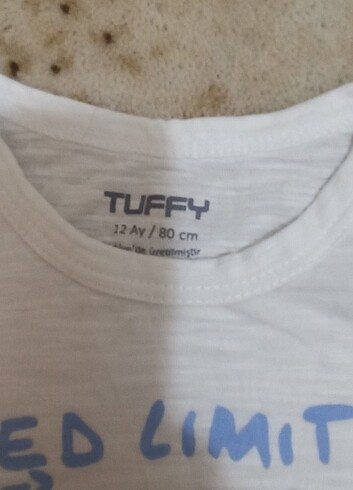 TUFFY
12 Ay / 80 cm
üretilmiştir
ED LIMIT